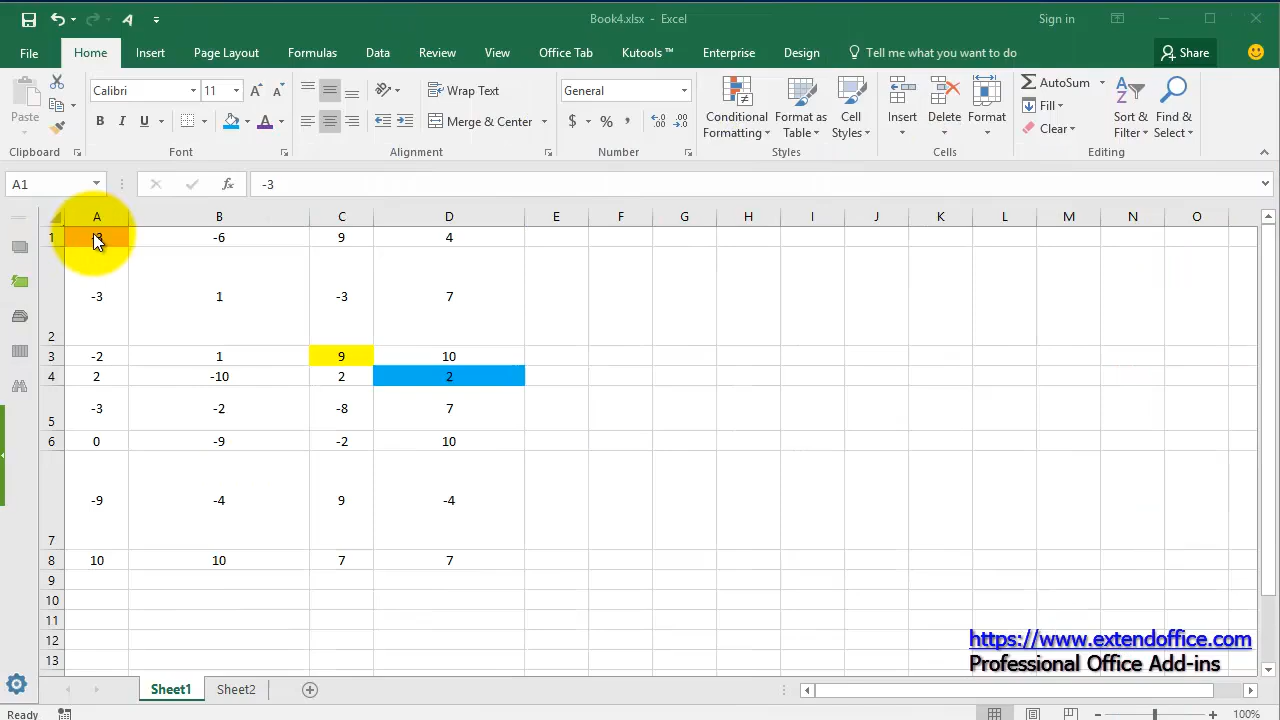 Book4.xlsx - Excel
Sign in
File Home Insert Page Layout Formulas Data Review View Office Tab Kutools ™ Enterprise Design Tell me what you want to do Share
Paste
Calibri 11
B I U A
Wrap Text
Merge & Center
General
$ % ,
Conditional Formatting
Format as Table
Cell Styles
Insert Delete Format
AutoSum
Fill
Clear
Sort & Filter
Find & Select
Clipboard Font Alignment Number Styles Cells Editing
A1 fx -3
A B C D E F G H I J K L M N O
1 -3 -6 9 4
2 -3 1 -3 7
3 -2 1 9 10
4 2 -10 2 2
5 -3 -2 -8 7
6 0 -9 -2 10
7 -9 -4 9 -4
8 10 10 7 7
9
10
11
12
13
https://www.extendoffice.com
Professional Office Add-ins
Sheet1 Sheet2
Ready 100%